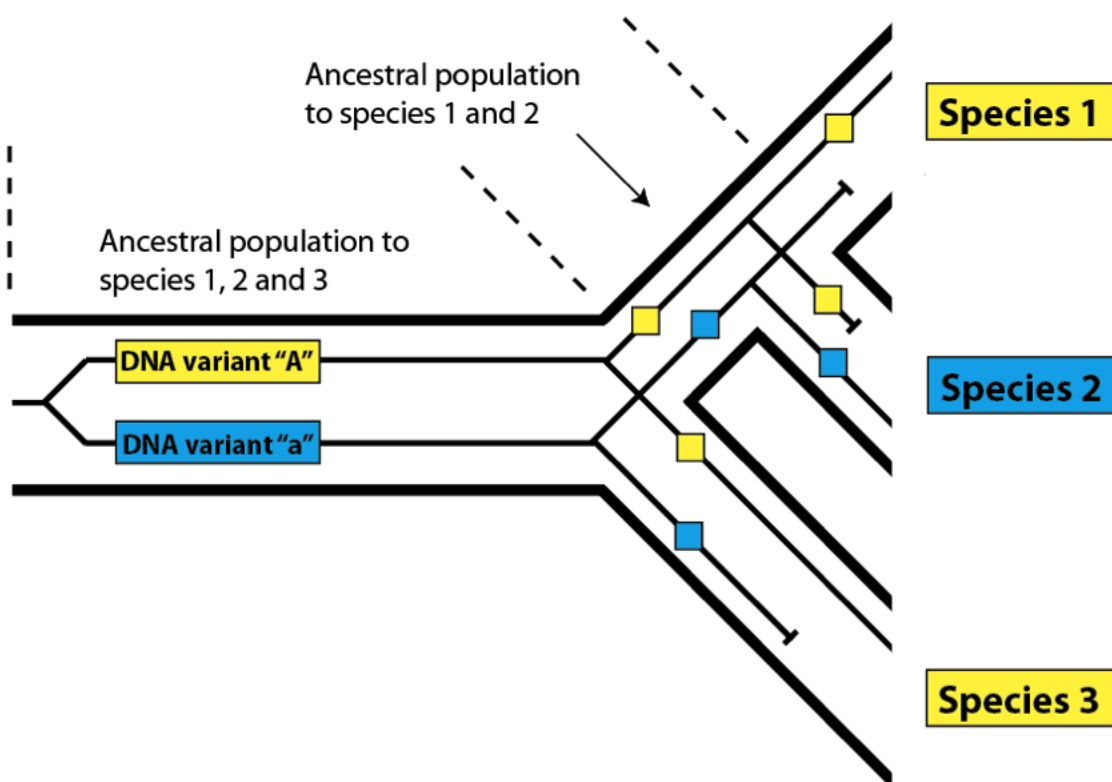 Ancestral population
to species 1 and 2
Species 1
Ancestral population to
species 1, 2 and 3
DNA variant “A”
Species 2
DNA variant “a”
Species 3